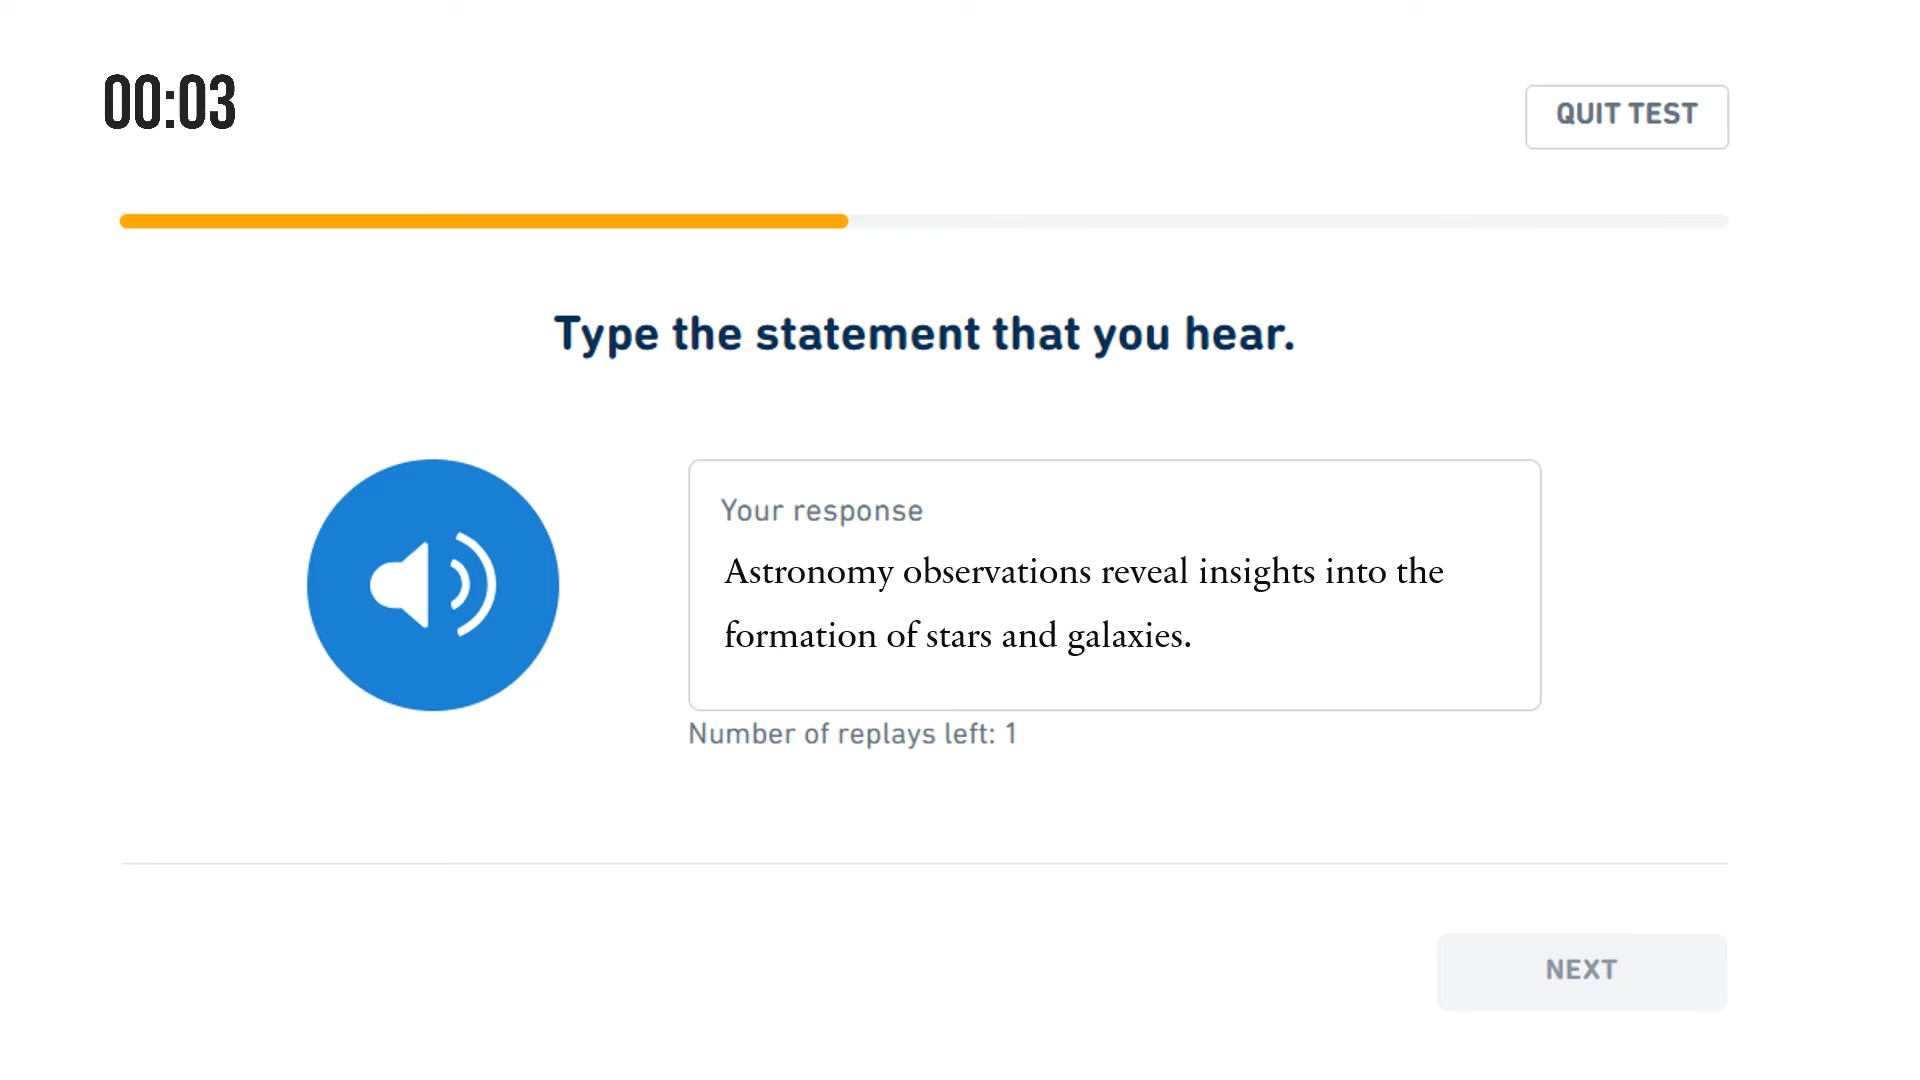 00:03
QUIT TEST
Type the statement that you hear.
Your response
Astronomy observations reveal insights into the
formation of stars and galaxies.
Number of replays left: 1
NEXT